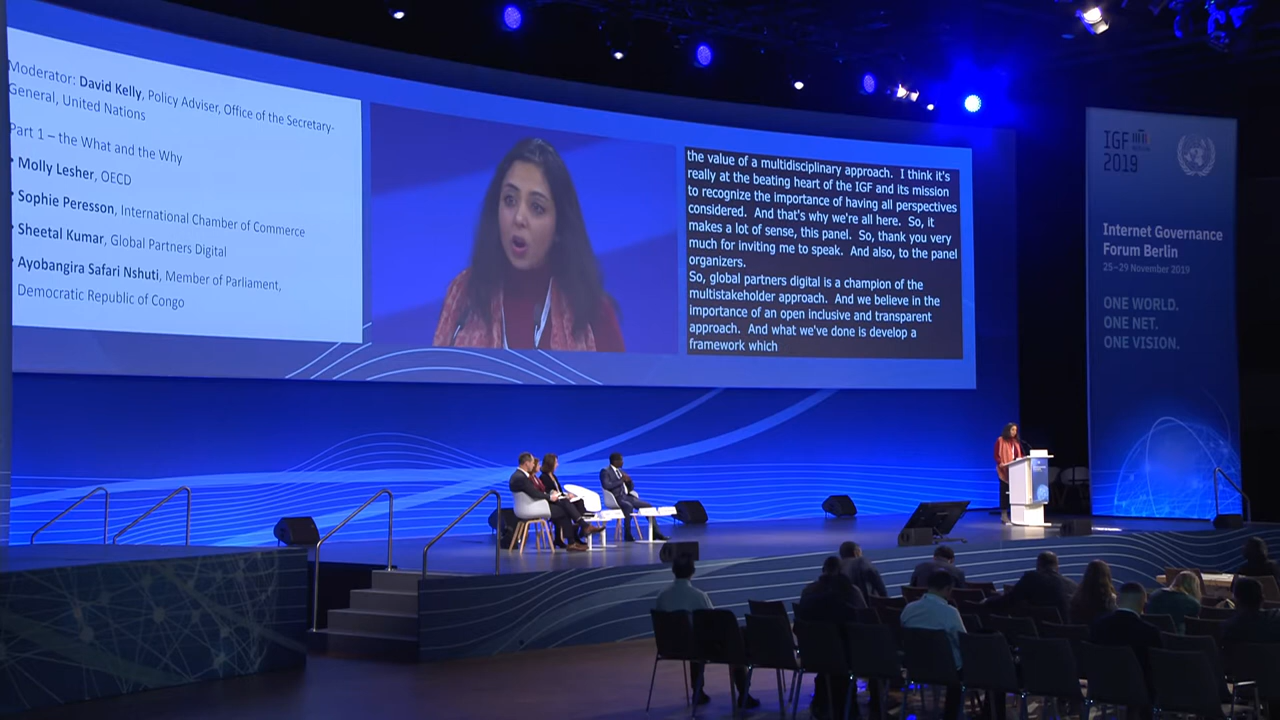 Moderator: David Kelly, Policy Adviser, Office of the Secretary-
General, United Nations
Part 1 – the What and the Why
• Molly Lesher, OECD
• Sophie Peresson, International Chamber of Commerce
• Sheetal Kumar, Global Partners Digital
• Ayobangira Safari Nshuti, Member of Parliament,
Democratic Republic of Congo
the value of a multidisciplinary approach. I think it's
really at the beating heart of the IGF and its mission
to recognize the importance of having all perspectives
considered. And that's why we're all here. So, it
makes a lot of sense, this panel. So, thank you very
much for inviting me to speak. And also, to the panel
organizers.
So, global partners digital is a champion of the
multistakeholder approach. And we believe in the
importance of an open inclusive and transparent
approach. And what we've done is develop a
framework which
IGF
2019
Internet Governance
Forum Berlin
25–29 November 2019
ONE WORLD.
ONE NET.
ONE VISION.